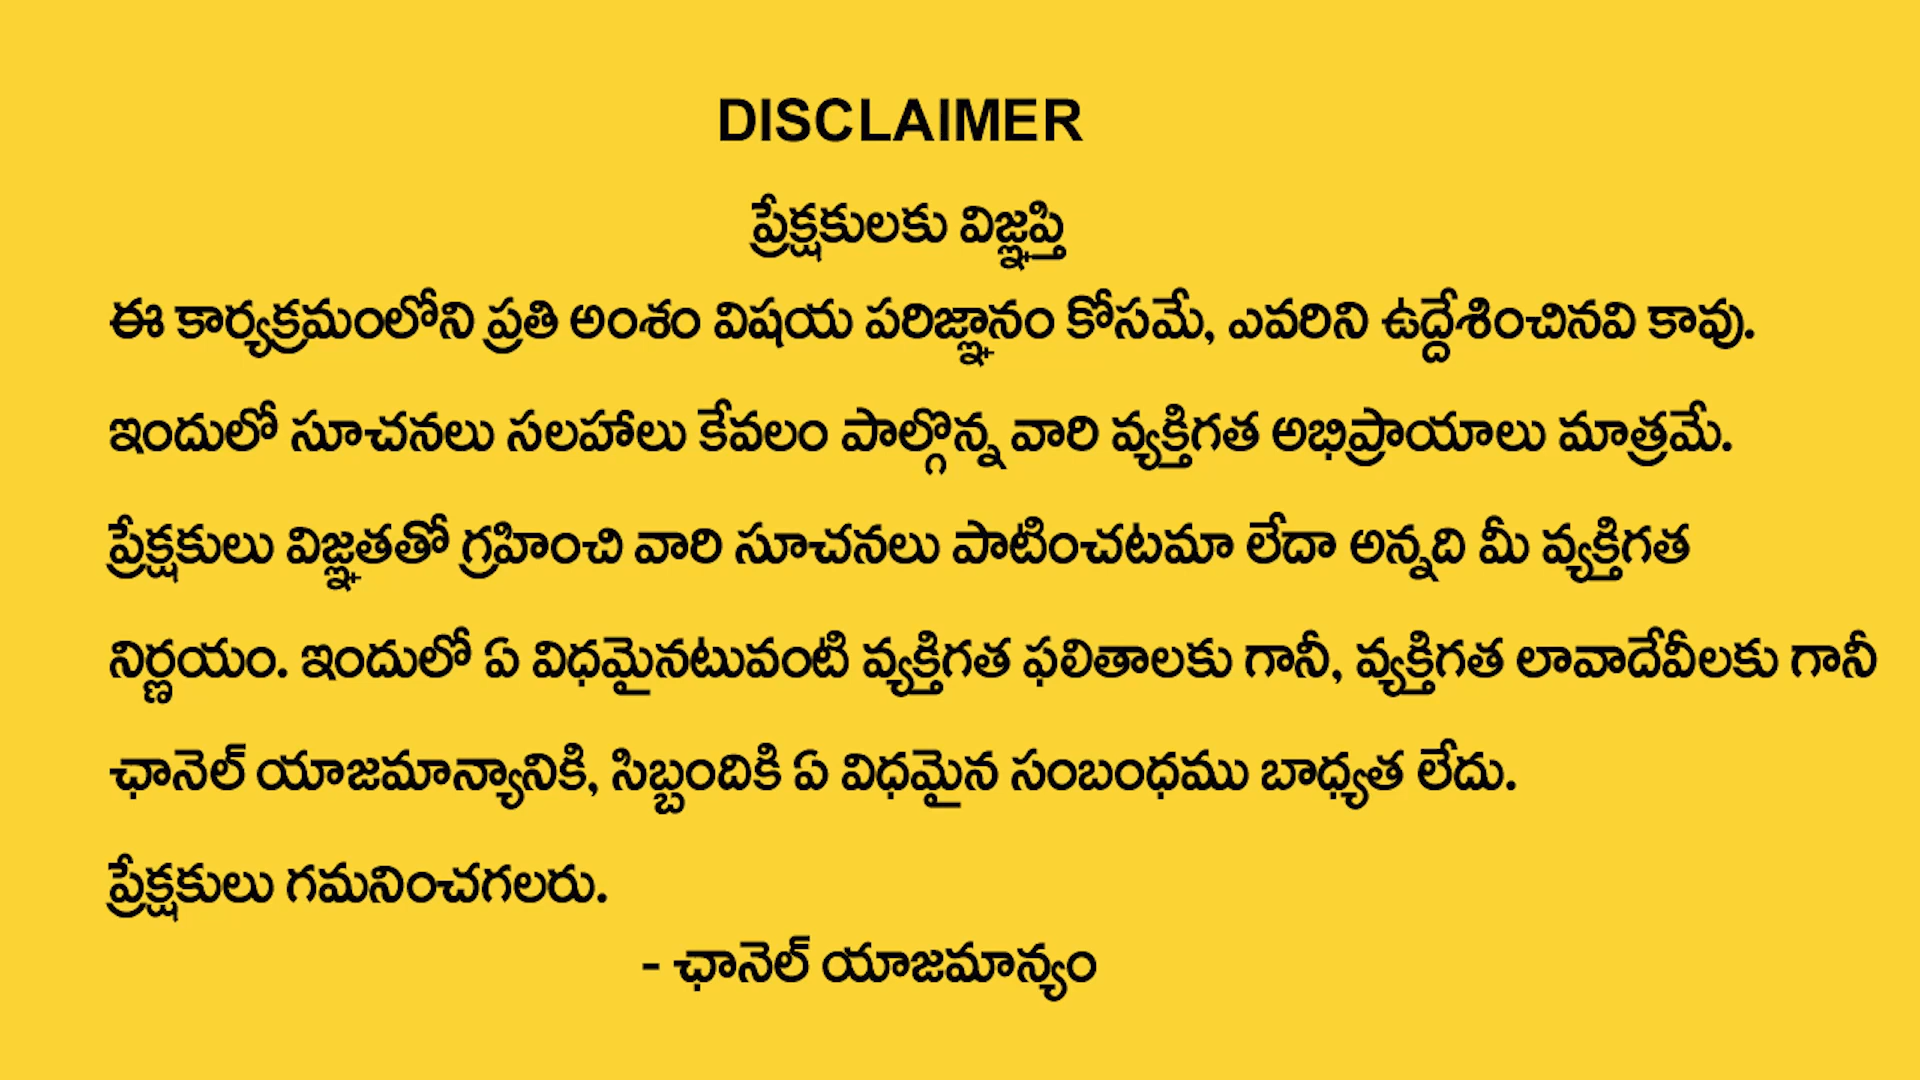 DISCLAIMER
ప్రేక్షకులకు విజ్ఞప్తి
ఈ కార్యక్రమంలోని ప్రతి అంశం విషయ పరిజ్ఞానం కోసమే, ఎవరిని ఉద్దేశించినవి కావు.
ఇందులో సూచనలు సలహాలు కేవలం పాల్గొన్న వారి వ్యక్తిగత అభిప్రాయాలు మాత్రమే.
ప్రేక్షకులు విజ్ఞతతో గ్రహించి వారి సూచనలు పాటించటమా లేదా అన్నది మీ వ్యక్తిగత
నిర్ణయం. ఇందులో ఏ విధమైనటువంటి వ్యక్తిగత ఫలితాలకు గానీ, వ్యక్తిగత లావాదేవీలకు గానీ
ఛానెల్ యాజమాన్యానికి, సిబ్బందికి ఏ విధమైన సంబంధము బాధ్యత లేదు.
ప్రేక్షకులు గమనించగలరు.
- ఛానెల్ యాజమాన్యం